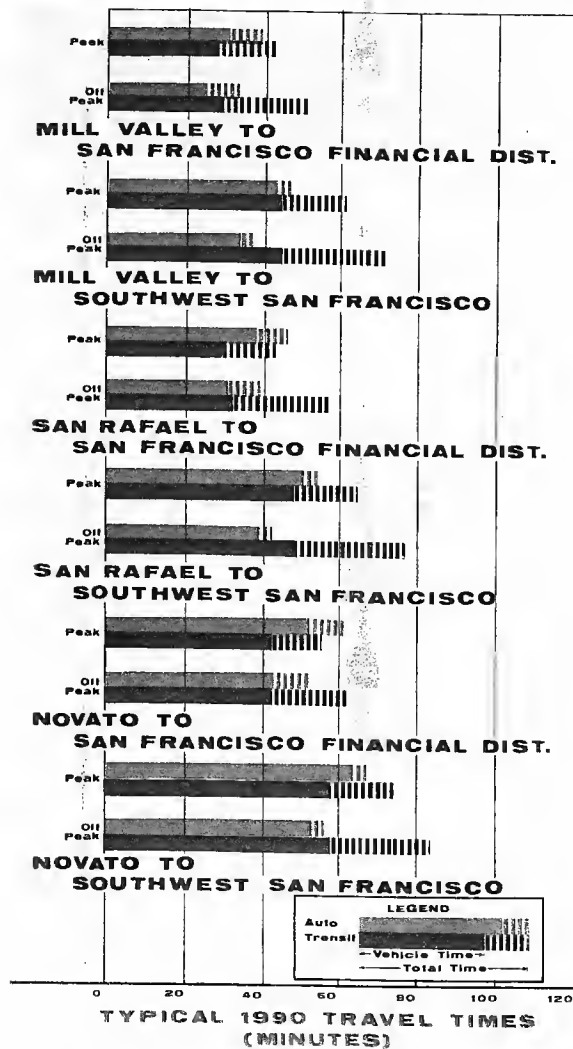 Peak
Off
Peak
MILL VALLEY TO
SAN FRANCISCO FINANCIAL DIST.
Peak
Off
Peak
MILL VALLEY TO
SOUTHWEST SAN FRANCISCO
Peak
Off
Peak
SAN RAFAEL TO
SAN FRANCISCO FINANCIAL DIST.
Peak
Off
Peak
SAN RAFAEL TO
SOUTHWEST SAN FRANCISCO
Peak
Off
Peak
NOVATO TO
SAN FRANCISCO FINANCIAL DIST.
Peak
Off
Peak
NOVATO TO
SOUTHWEST SAN FRANCISCO
LEGEND
Auto
Transit
Vehicle Time
Total Time
0 20 40 60 80 100 120
TYPICAL 1990 TRAVEL TIMES
(MINUTES)